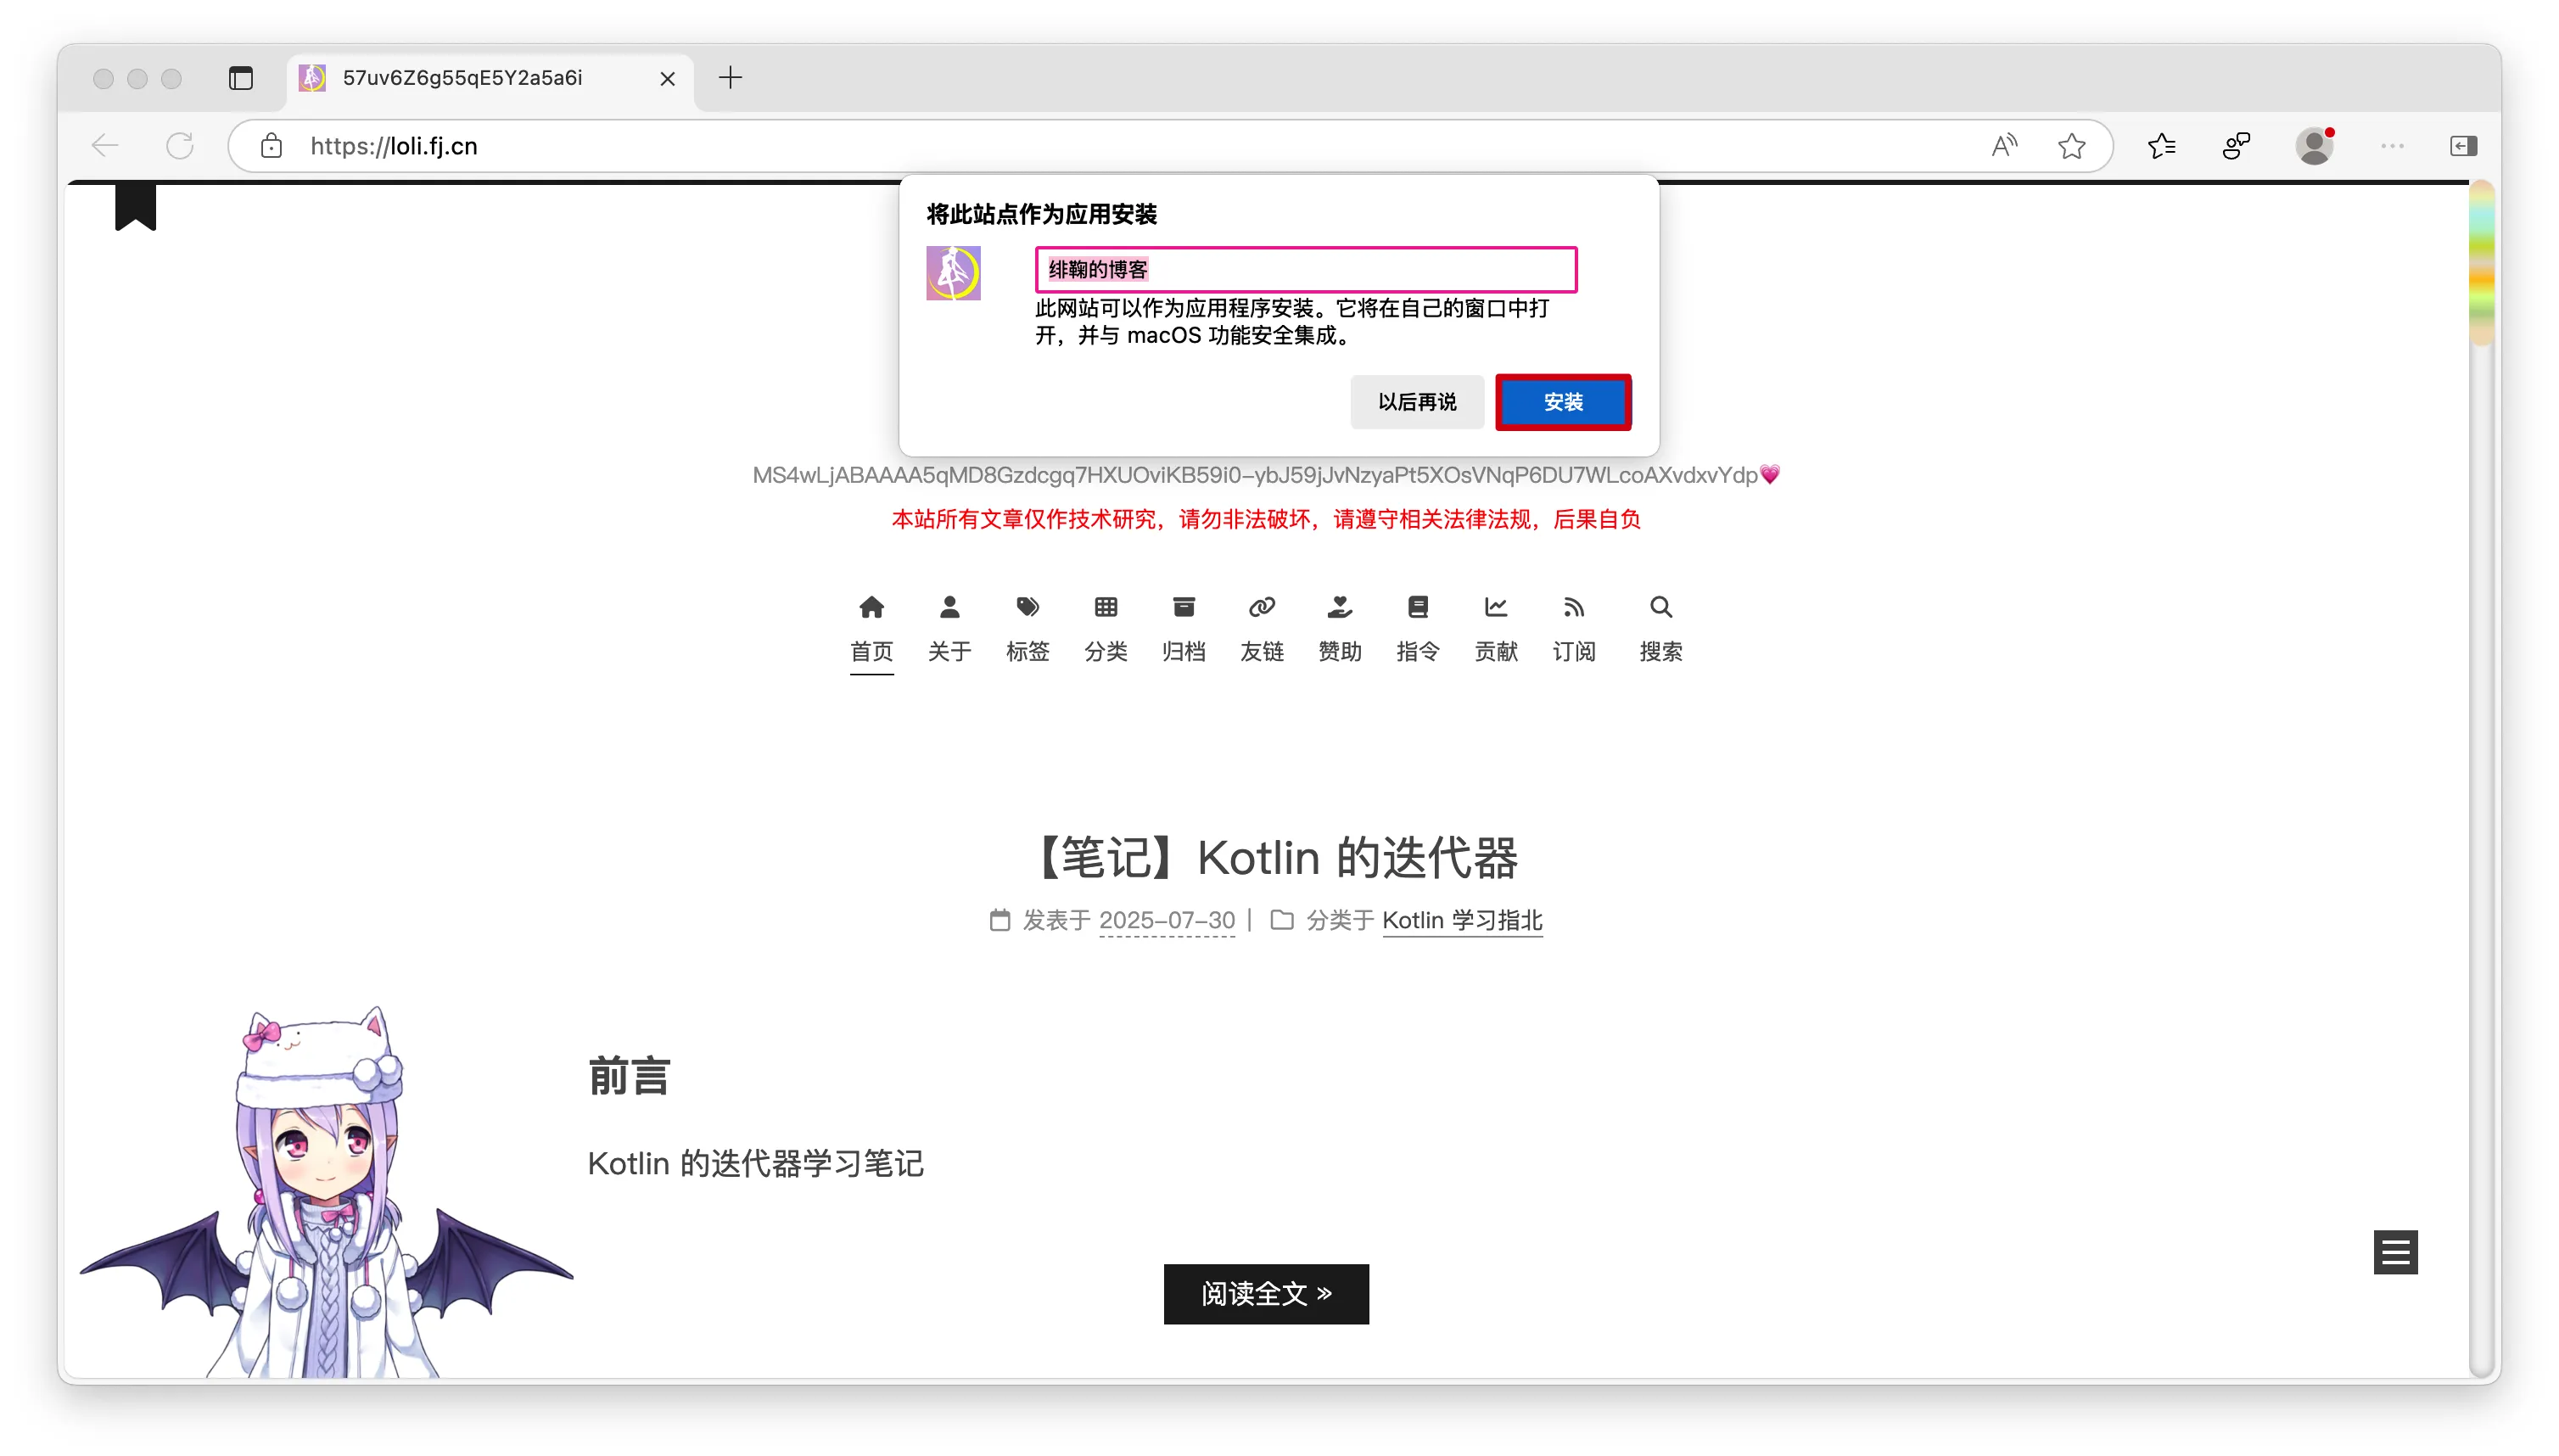 57uv6Z6g55qE5Y2a5a6i
https://loli.fj.cn
将此站点作为应用安装
绯鞠的博客
此网站可以作为应用程序安装。它将在自己的窗口中打
开，并与 macOS 功能安全集成。
以后再说
安装
MS4wLjABAAAA5qMD8Gzdcgq7HXUOviKB59i0-ybJ59jJvNzyaPt5XOsVNqP6DU7WLcoAXvdxvYdp💗
本站所有文章仅作技术研究，请勿非法破坏，请遵守相关法律法规，后果自负
首页 关于 标签 分类 归档 友链 赞助 指令 贡献 订阅 搜索
【笔记】Kotlin 的迭代器
发表于 2025-07-30 | 分类于 Kotlin 学习指北
前言
Kotlin 的迭代器学习笔记
阅读全文 »